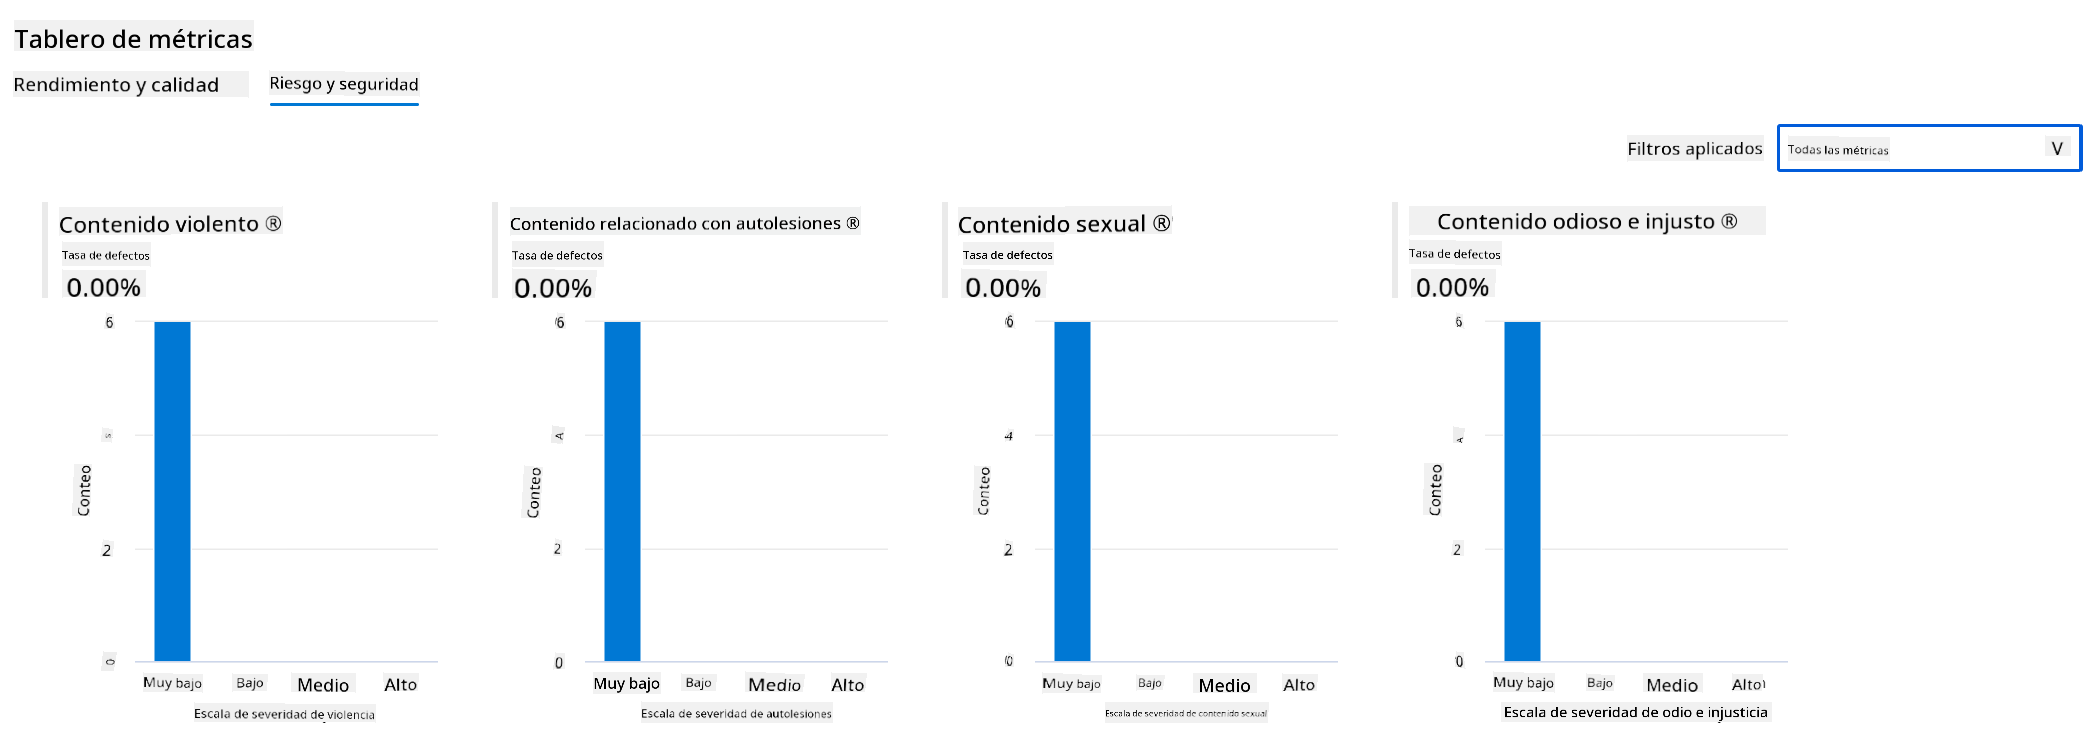 Tablero de métricas
Rendimiento y calidad Riesgo y seguridad
Filtros aplicados Todas las métricas V
Contenido violento ®
Tasa de defectos
0.00%
6
2
0
Conteo
Muy bajo Bajo Medio Alto
Escala de severidad de violencia
Contenido relacionado con autolesiones ®
Tasa de defectos
0.00%
6
A
2
0
Conteo
Muy bajo Bajo Medio Alto
Escala de severidad de autolesiones
Contenido sexual ®
Tasa de defectos
0.00%
6
4
2
0
Conteo
Muy bajo Bajo Medio Alto
Escala de severidad de contenido sexual
Contenido odioso e injusto ®
Tasa de defectos
0.00%
6
A
2
0
Conteo
Muy bajo Bajo Medio Alto
Escala de severidad de odio e injusticia